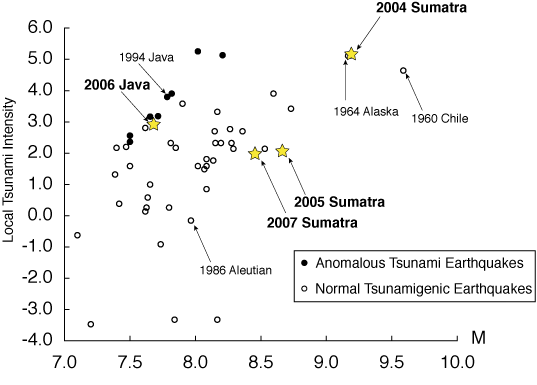 2004 Sumatra
6.0
5.0
1994 Java
4.0
2006 Java
1964 Alaska
1960 Chile
3.0
2.0
2005 Sumatra
2007 Sumatra
1.0
0.0
-1.0
1986 Aleutian
Anomalous Tsunami Earthquakes
Normal Tsunamigenic Earthquakes
-2.0
-3.0
-4.0
Local Tsunami Intensity
7.0 7.5 8.0 8.5 9.0 9.5 10.0
M